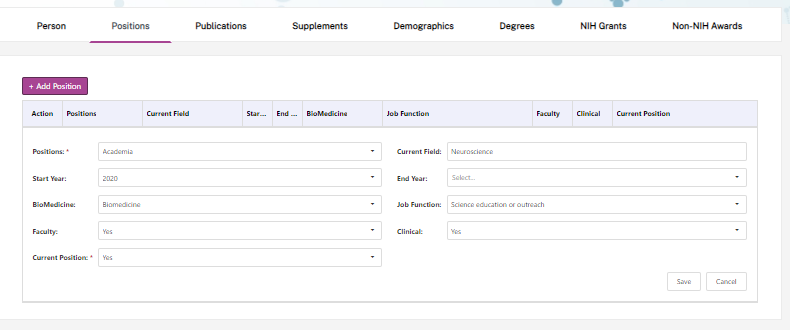 Person Positions Publications Supplements Demographics Degrees NIH Grants Non-NIH Awards
+ Add Position
Action Positions Current Field Star... End ... BioMedicine Job Function Faculty Clinical Current Position
Positions: * Academia Current Field: Neuroscience
Start Year: 2020 End Year: Select...
BioMedicine: Biomedicine Job Function: Science education or outreach
Faculty: Yes Clinical: Yes
Current Position: * Yes
Save Cancel